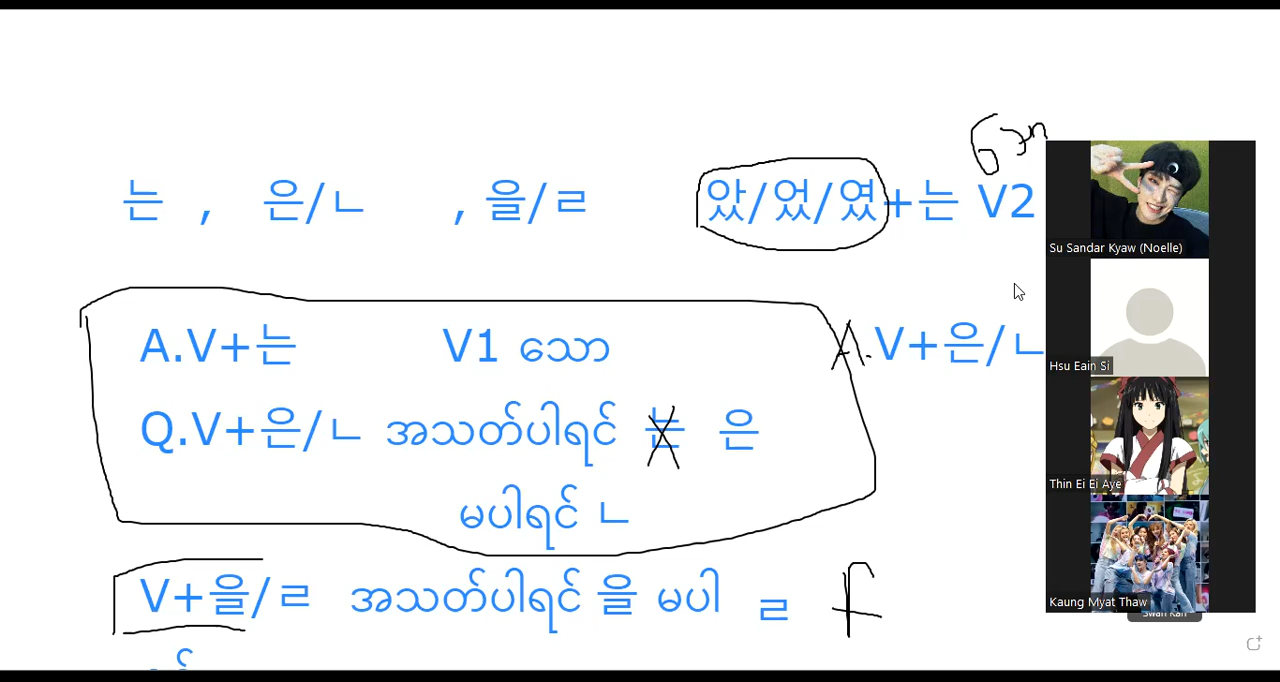 는 , 은/ㄴ , 을/ㄹ 았/었/였+는 V2
A.V+는 V1 သော A.V+은/ㄴ
Q.V+은/ㄴ အသတ်ပါရင် 는 은
မပါရင် ㄴ
V+을/ㄹ အသတ်ပါရင် 을 မပါ ㄹ f
Su Sandar Kyaw (Noelle)
Hsu Eain Si
Thin Ei Ei Aye
Kaung Myat Thaw
Swan Kan